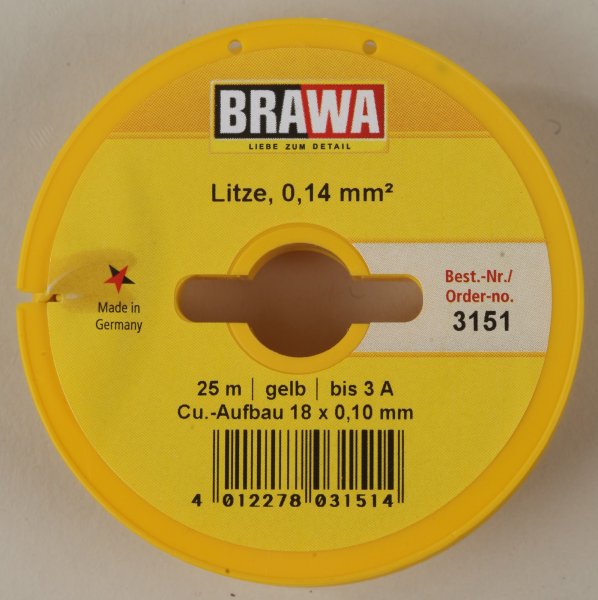 BRAWA
LIEBE ZUM DETAIL
Litze, 0,14 mm²
Best.-Nr./
Order-no.
3151
Made in
Germany
25 m | gelb | bis 3 A
Cu.-Aufbau 18 x 0,10 mm
4 012278 031514